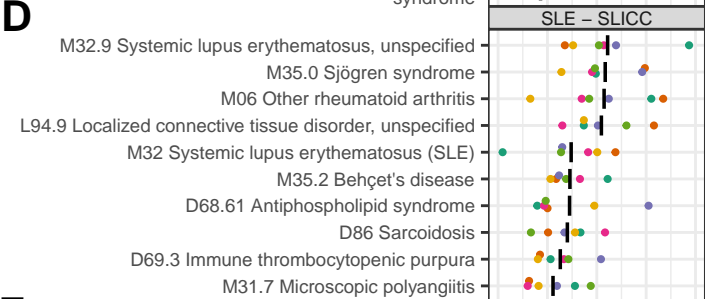 syndrome
D
SLE – SLICC
M32.9 Systemic lupus erythematosus, unspecified
M35.0 Sjögren syndrome
M06 Other rheumatoid arthritis
L94.9 Localized connective tissue disorder, unspecified
M32 Systemic lupus erythematosus (SLE)
M35.2 Behçet's disease
D68.61 Antiphospholipid syndrome
D86 Sarcoidosis
D69.3 Immune thrombocytopenic purpura
M31.7 Microscopic polyangiitis